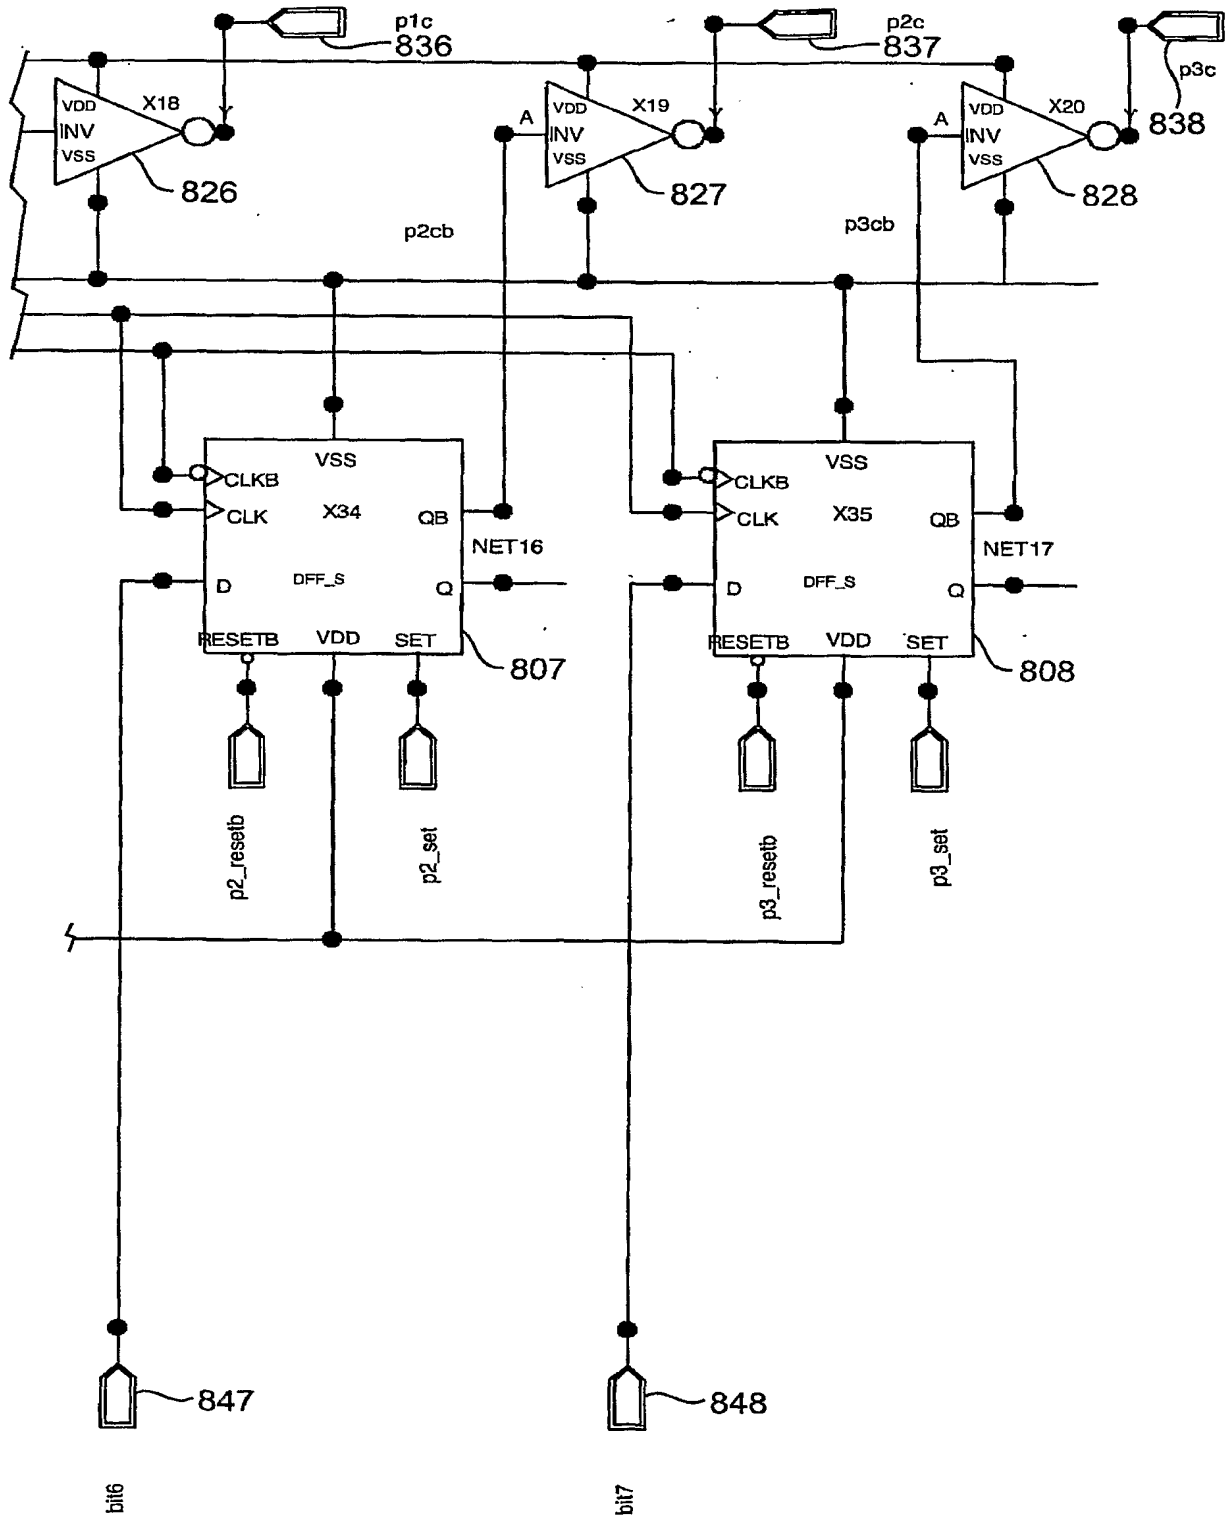 p1c
836
p2c
837
p3c
838
VDD
X18
INV
VSS
826
A
VDD
X19
INV
VSS
827
A
VDD
X20
INV
VSS
828
p2cb
p3cb
VSS
CLKB
CLK
X34
QB
NET16
D
DFF_S
Q
RESETB
VDD
SET
807
VSS
CLKB
CLK
X35
QB
NET17
D
DFF_S
Q
RESETB
VDD
SET
808
p2_resetb
p2_set
p3_resetb
p3_set
847
848
bit6
bit7